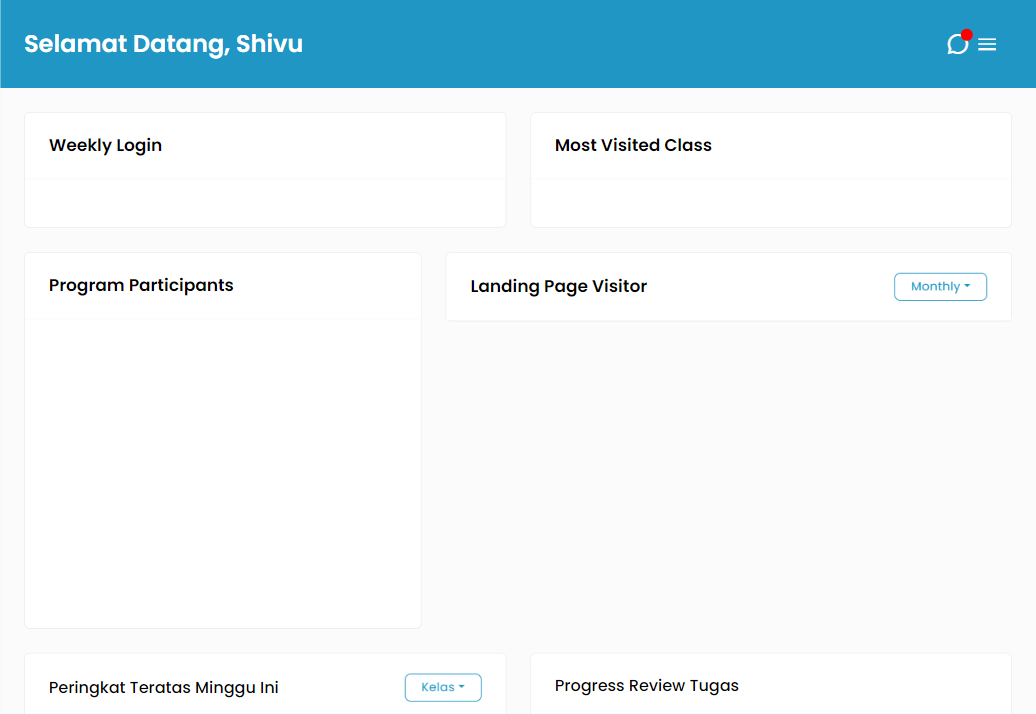 Selamat Datang, Shivu
Weekly Login
Most Visited Class
Program Participants
Landing Page Visitor
Monthly
Peringkat Teratas Minggu Ini
Kelas
Progress Review Tugas